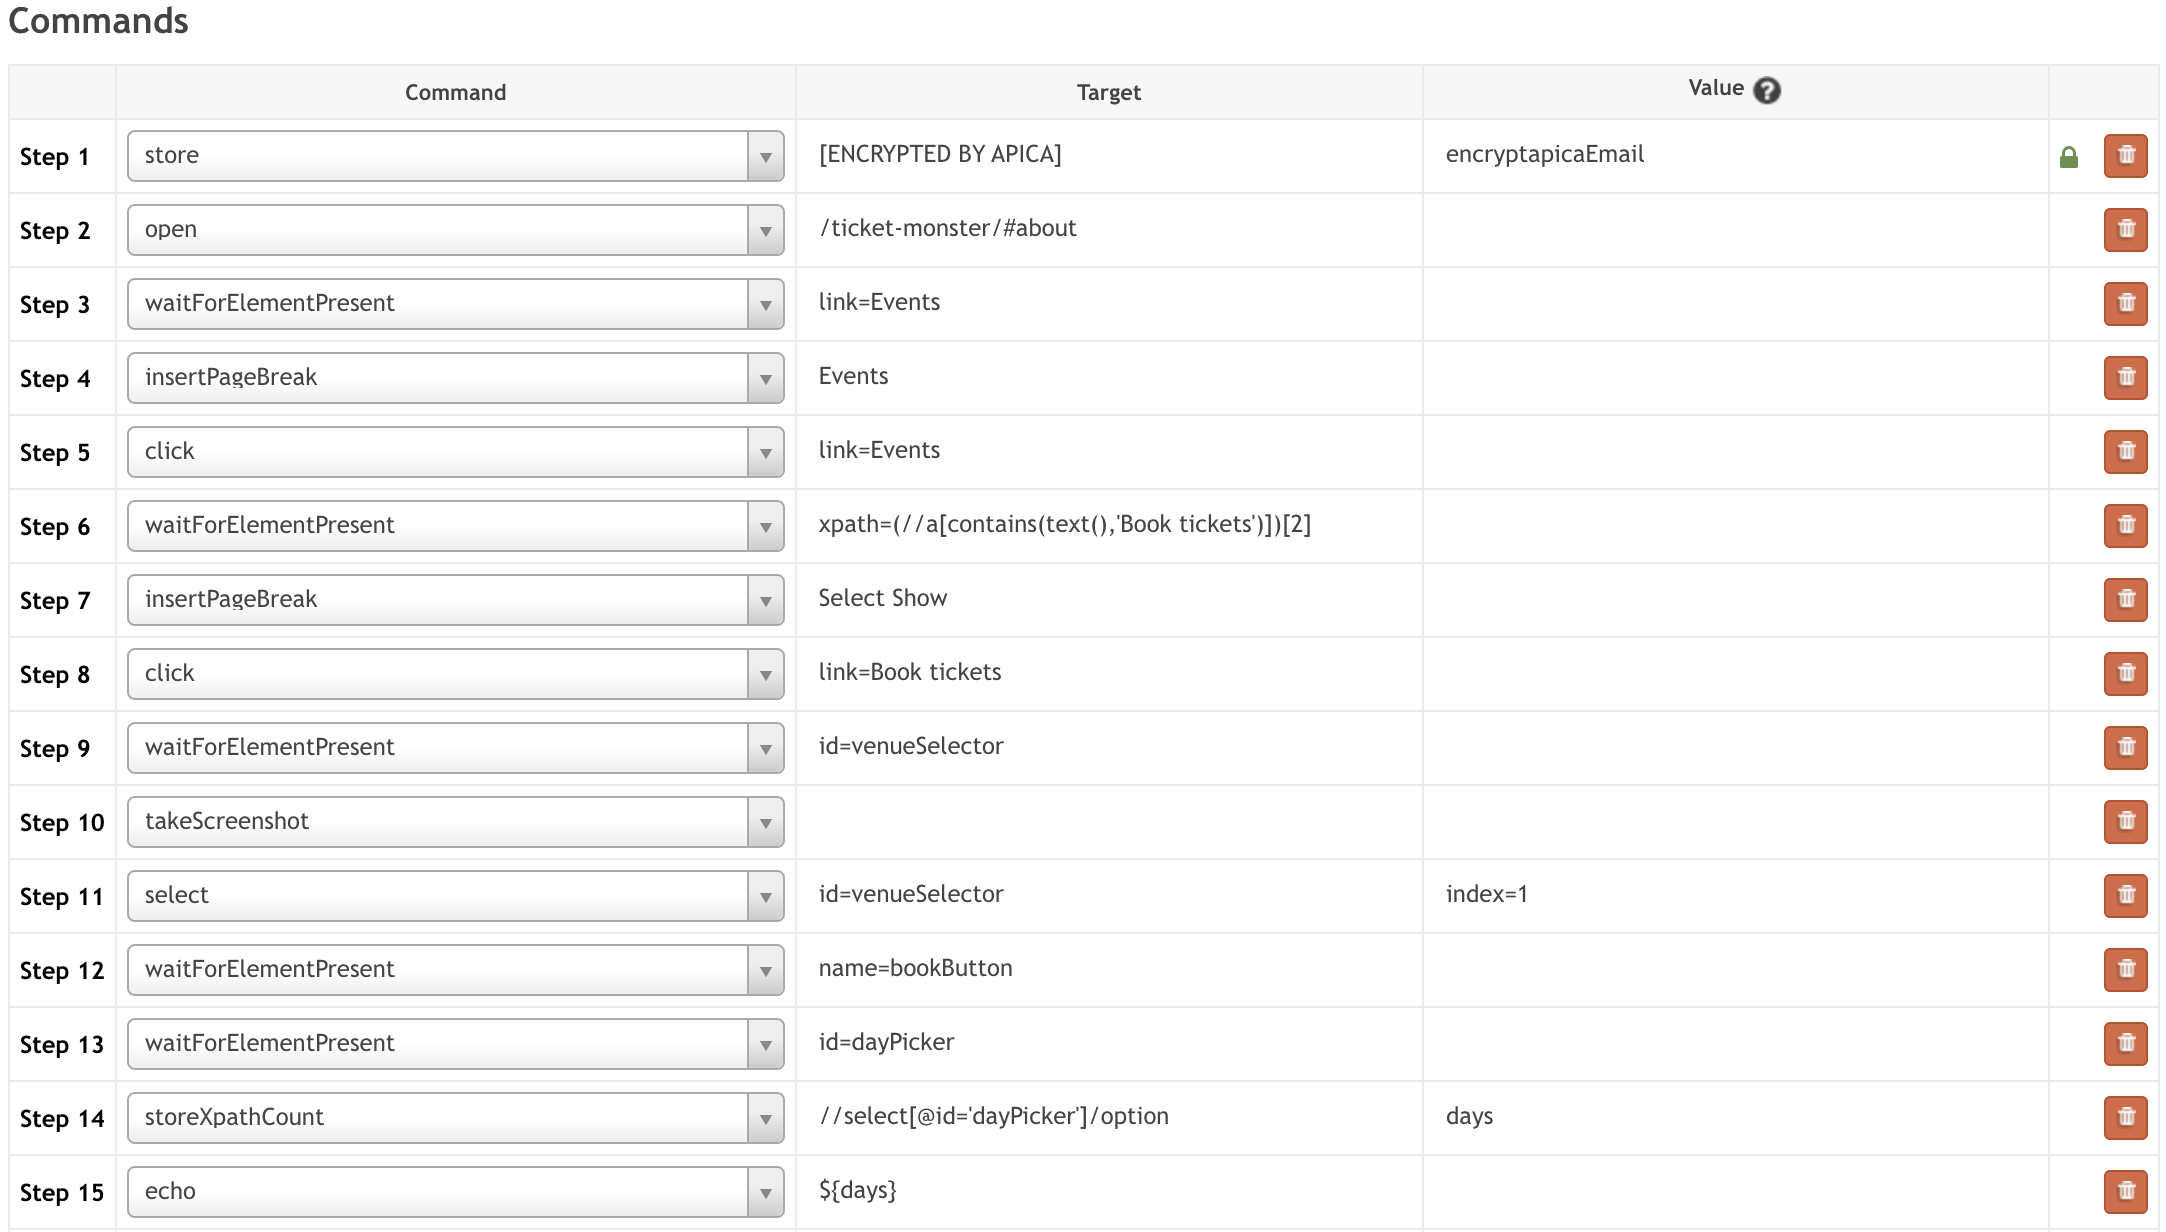 Commands
Command Target Value ?
Step 1 store [ENCRYPTED BY APICA] encryptapicaEmail
Step 2 open /ticket-monster/#about
Step 3 waitForElementPresent link=Events
Step 4 insertPageBreak Events
Step 5 click link=Events
Step 6 waitForElementPresent xpath=(//a[contains(text(),'Book tickets')])[2]
Step 7 insertPageBreak Select Show
Step 8 click link=Book tickets
Step 9 waitForElementPresent id=venueSelector
Step 10 takeScreenshot
Step 11 select id=venueSelector index=1
Step 12 waitForElementPresent name=bookButton
Step 13 waitForElementPresent id=dayPicker
Step 14 storeXpathCount //select[@id='dayPicker']/option days
Step 15 echo ${days}